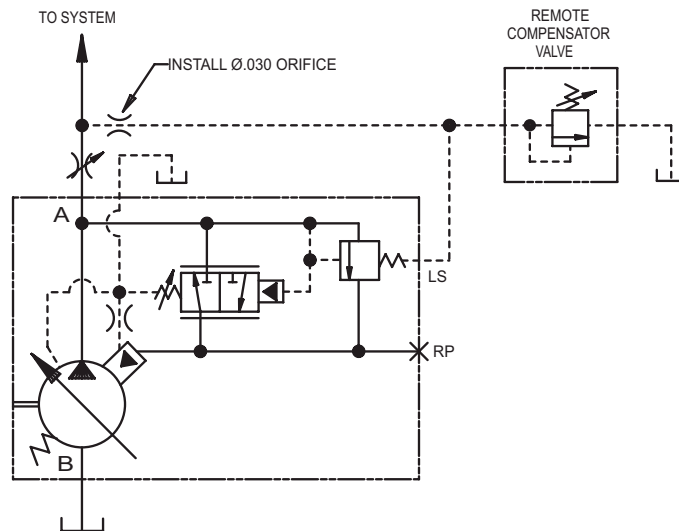 TO SYSTEM
REMOTE
COMPENSATOR
VALVE
INSTALL Ø.030 ORIFICE
A
LS
RP
B